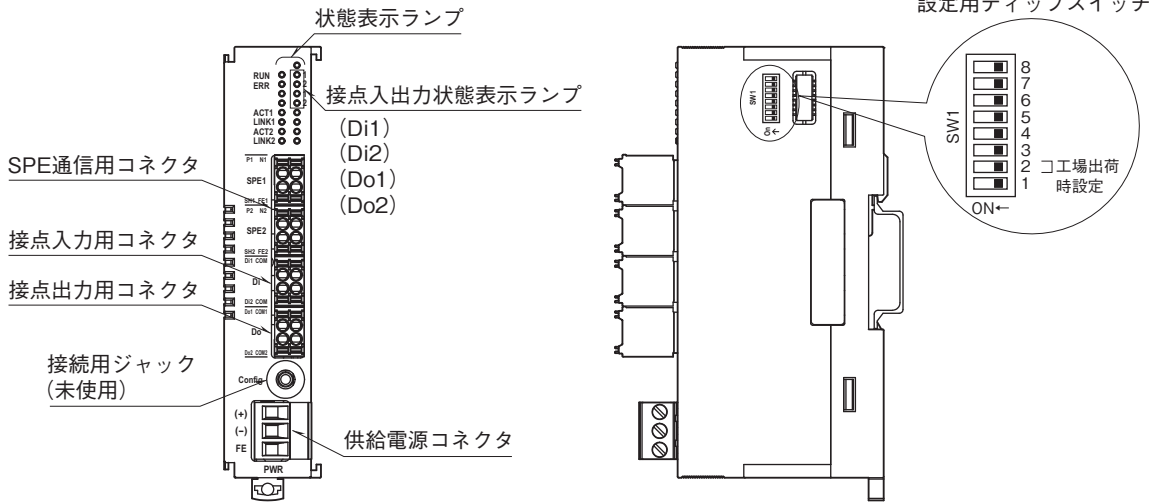 状態表示ランプ
RUN
ERR
ACT1
LINK1
ACT2
LINK2
接点入出力状態表示ランプ
(Di1)
(Di2)
(Do1)
(Do2)
SPE通信用コネクタ
P1 N1
SPE1
SH1 FE1
P2 N2
SPE2
接点入力用コネクタ
SH2 FE2
Di1 COM
Di
接点出力用コネクタ
Di2 COM
Do1 COM1
Do
Do2 COM2
接続用ジャック
(未使用)
Config
(+)
(−)
FE
供給電源コネクタ
PWR
SW1
ON←
設定用ディップスイッチ
SW1
8
7
6
5
4
3
2
1
工場出荷
時設定
ON←